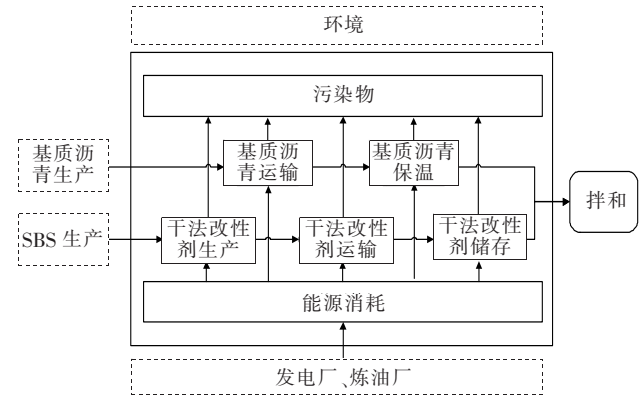 环境
污染物
基质沥
青生产
基质沥
青运输
基质沥青
保温
拌和
SBS 生产
干法改性
剂生产
干法改性
剂运输
干法改性
剂储存
能源消耗
发电厂、炼油厂